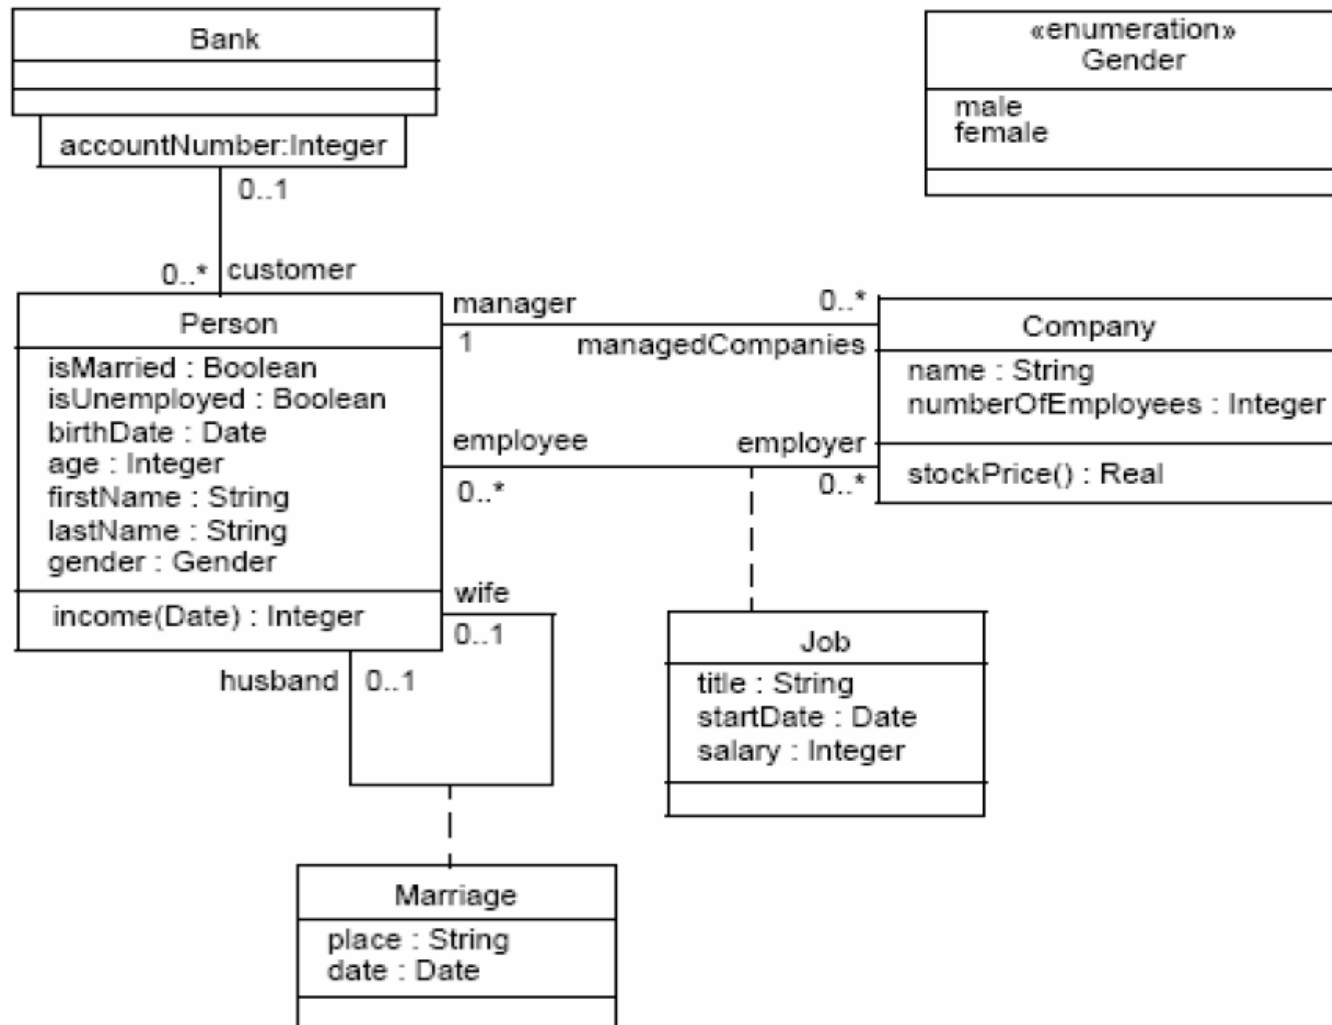 Bank
accountNumber:Integer
0..1
0..*
customer
«enumeration»
Gender
male
female
Person
isMarried : Boolean
isUnemployed : Boolean
birthDate : Date
age : Integer
firstName : String
lastName : String
gender : Gender
income(Date) : Integer
manager
1
0..*
managedCompanies
employee
0..*
employer
0..*
Company
name : String
numberOfEmployees : Integer
stockPrice() : Real
wife
0..1
husband
0..1
Job
title : String
startDate : Date
salary : Integer
Marriage
place : String
date : Date